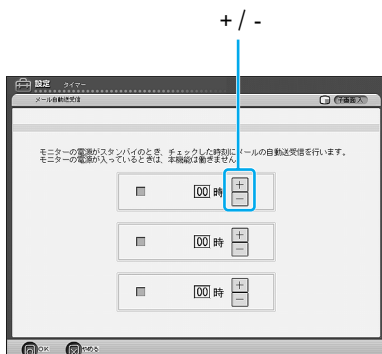 + / -
設定 タイマー
メール自動送受信 子画面 入
モニターの電源がスタンバイのとき、チェックした時刻にメールの自動送受信を行います。
モニターの電源が入っているときは、本機能は働きません。
00 時 + −
00 時 + −
00 時 + −
OK やめる